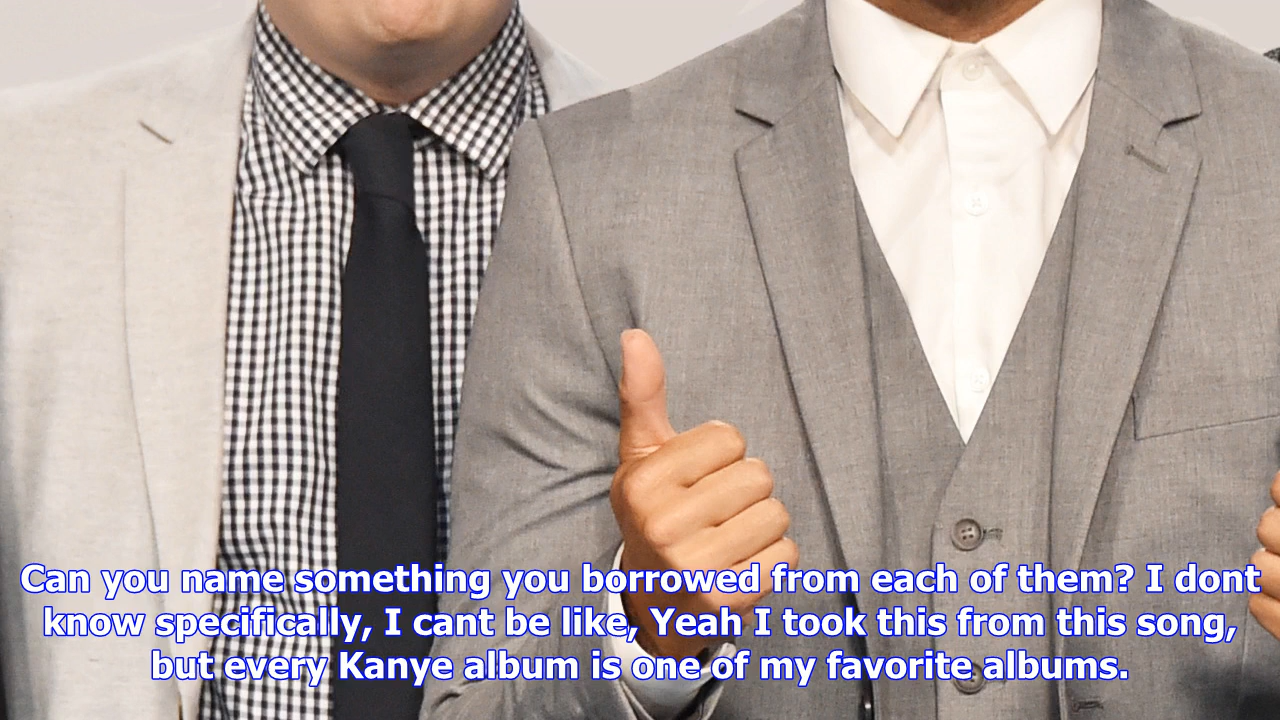 Can you name something you borrowed from each of them? I dont
know specifically, I cant be like, Yeah I took this from this song,
but every Kanye album is one of my favorite albums.